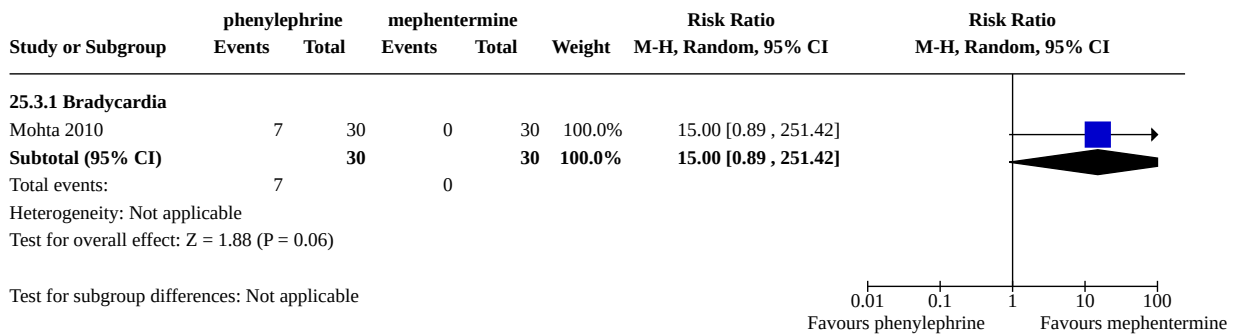 phenylephrine mephentermine Risk Ratio Risk Ratio
Study or Subgroup Events Total Events Total Weight M-H, Random, 95% CI M-H, Random, 95% CI
25.3.1 Bradycardia
Mohta 2010 7 30 0 30 100.0% 15.00 [0.89 , 251.42]
Subtotal (95% CI) 30 30 100.0% 15.00 [0.89 , 251.42]
Total events: 7 0
Heterogeneity: Not applicable
Test for overall effect: Z = 1.88 (P = 0.06)
Test for subgroup differences: Not applicable
0.01 0.1 1 10 100
Favours phenylephrine Favours mephentermine